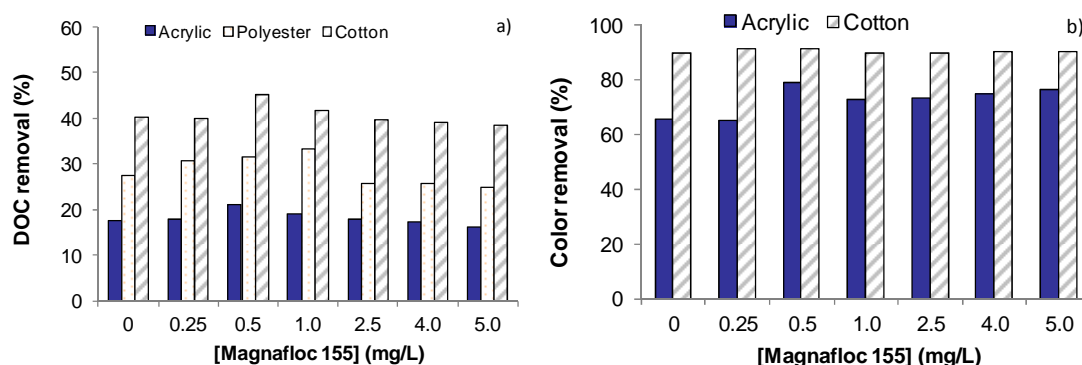 Acrylic Polyester Cotton
a)
DOC removal (%)
60
50
40
30
20
10
0
0 0.25 0.5 1.0 2.5 4.0 5.0
[Magnafloc 155] (mg/L)
Acrylic Cotton
b)
Color removal (%)
100
80
60
40
20
0
0 0.25 0.5 1.0 2.5 4.0 5.0
[Magnafloc 155] (mg/L)